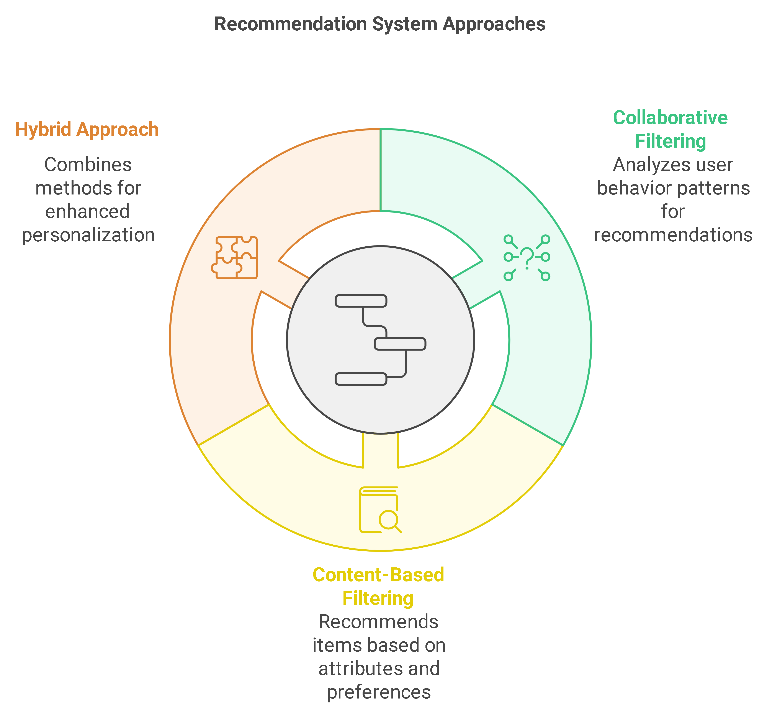 Recommendation System Approaches
Hybrid Approach
Combines
methods for
enhanced
personalization
Collaborative
Filtering
Analyzes user
behavior patterns
for
recommendations
Content-Based
Filtering
Recommends
items based on
attributes and
preferences